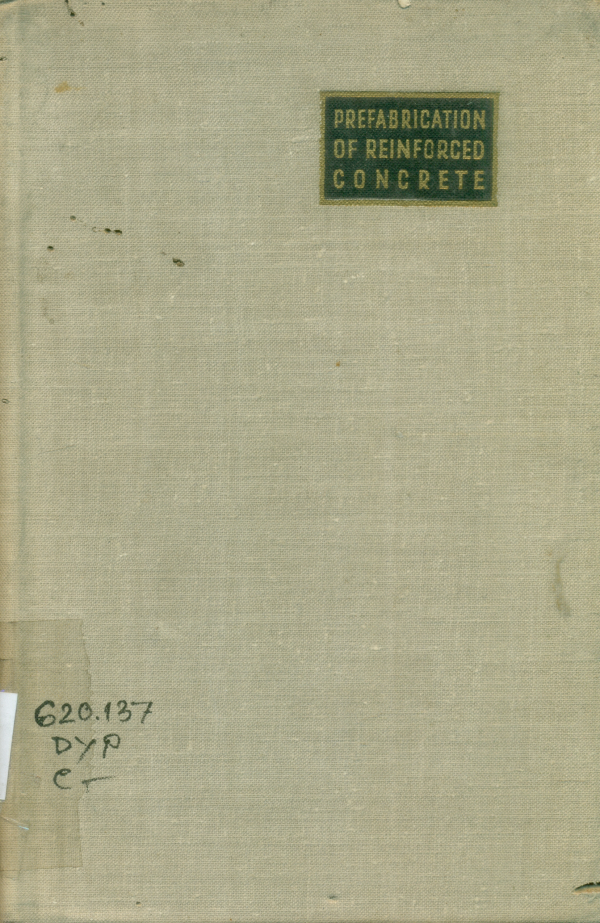 PREFABRICATION
OF REINFORCED
CONCRETE
620.137
DYP
C-